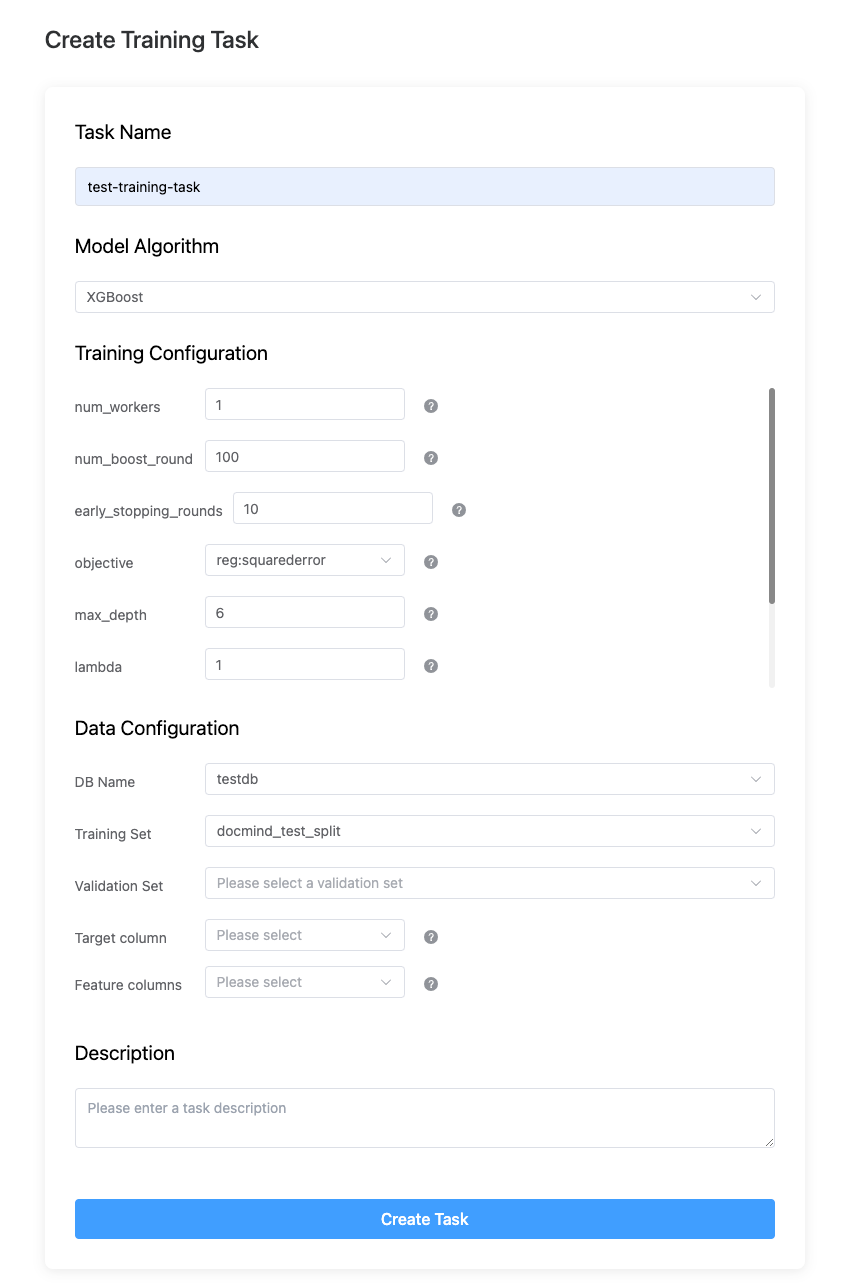 Create Training Task
Task Name
test-training-task
Model Algorithm
XGBoost
Training Configuration
num_workers 1 ?
num_boost_round 100 ?
early_stopping_rounds 10 ?
objective reg:squarederror ?
max_depth 6 ?
lambda 1 ?
Data Configuration
DB Name testdb
Training Set docmind_test_split
Validation Set Please select a validation set
Target column Please select ?
Feature columns Please select ?
Description
Please enter a task description
Create Task